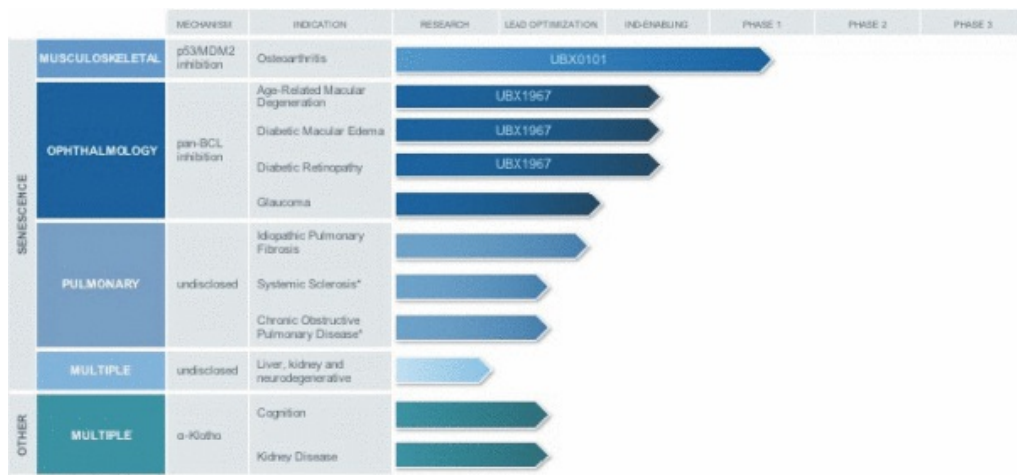 MECHANISM INDICATION RESEARCH LEAD OPTIMIZATION IND-ENABLING PHASE 1 PHASE 2 PHASE 3
SENESCENCE
MUSCULOSKELETAL
p53/MDM2
inhibition
Osteoarthritis
UBX0101
OPHTHALMOLOGY
pan-BCL
inhibition
Age-Related Macular
Degeneration
UBX1967
Diabetic Macular Edema
UBX1967
Diabetic Retinopathy
UBX1967
Glaucoma
PULMONARY
undisclosed
Idiopathic Pulmonary
Fibrosis
Systemic Sclerosis*
Chronic Obstructive
Pulmonary Disease*
MULTIPLE
undisclosed
Liver, kidney and
neurodegenerative
OTHER
MULTIPLE
α-Klotho
Cognition
Kidney Disease